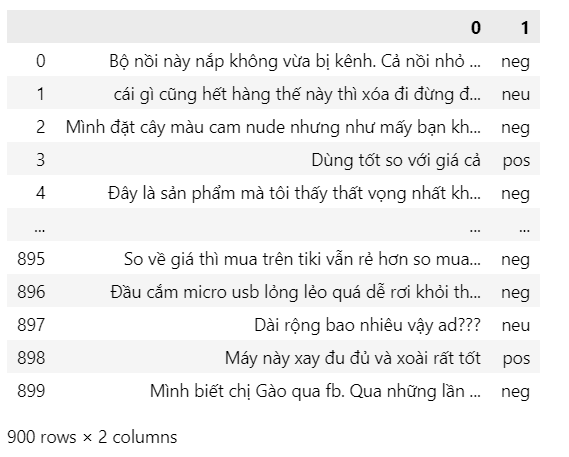 0 1
0 Bộ nồi này nắp không vừa bị kênh. Cả nồi nhỏ ... neg
1 cái gì cũng hết hàng thế này thì xóa đi đừng đ... neu
2 Mình đặt cây màu cam nude nhưng như mấy bạn kh... neg
3 Dùng tốt so với giá cả pos
4 Đây là sản phẩm mà tôi thấy thất vọng nhất kh... neg
... ... ...
895 So về giá thì mua trên tiki vẫn rẻ hơn so mua... neg
896 Đầu cắm micro usb lỏng lẻo quá dễ rơi khỏi th... neg
897 Dài rộng bao nhiêu vậy ad??? neu
898 Máy này xay đu đủ và xoài rất tốt pos
899 Mình biết chị Gào qua fb. Qua những lần ... neg
900 rows × 2 columns